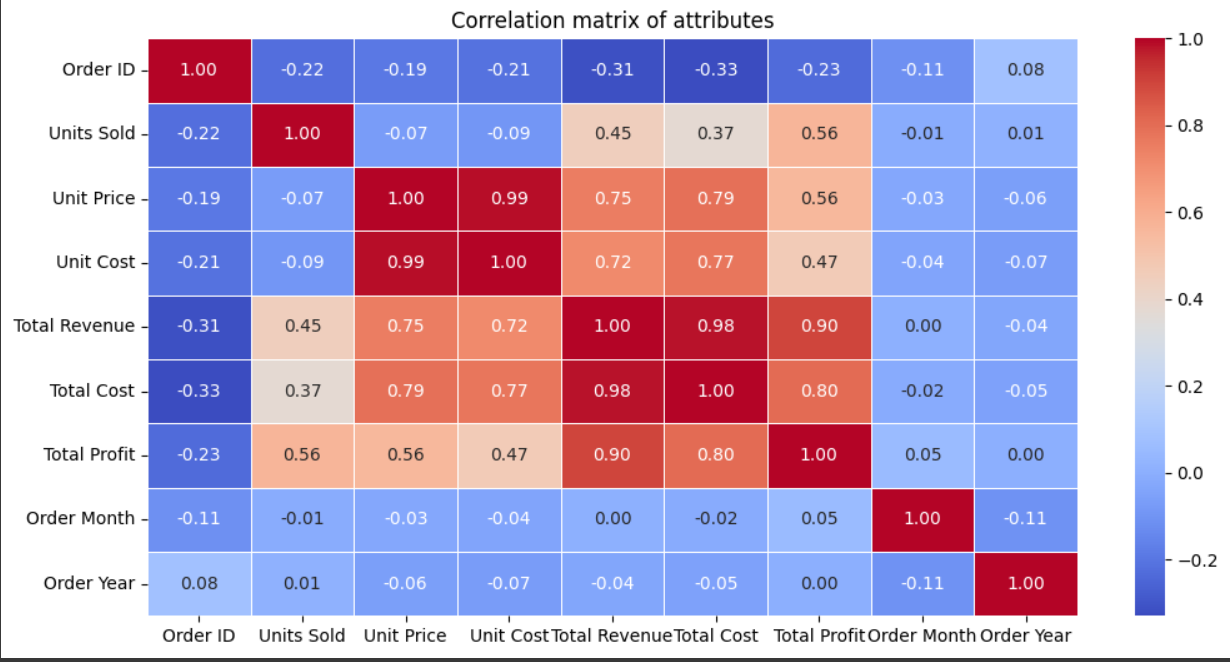 Correlation matrix of attributes
Order ID 1.00 -0.22 -0.19 -0.21 -0.31 -0.33 -0.23 -0.11 0.08
Units Sold -0.22 1.00 -0.07 -0.09 0.45 0.37 0.56 -0.01 0.01
Unit Price -0.19 -0.07 1.00 0.99 0.75 0.79 0.56 -0.03 -0.06
Unit Cost -0.21 -0.09 0.99 1.00 0.72 0.77 0.47 -0.04 -0.07
Total Revenue -0.31 0.45 0.75 0.72 1.00 0.98 0.90 0.00 -0.04
Total Cost -0.33 0.37 0.79 0.77 0.98 1.00 0.80 -0.02 -0.05
Total Profit -0.23 0.56 0.56 0.47 0.90 0.80 1.00 0.05 0.00
Order Month -0.11 -0.01 -0.03 -0.04 0.00 -0.02 0.05 1.00 -0.11
Order Year 0.08 0.01 -0.06 -0.07 -0.04 -0.05 0.00 -0.11 1.00
Order ID Units Sold Unit Price Unit Cost Total Revenue Total Cost Total Profit Order Month Order Year
1.0
0.8
0.6
0.4
0.2
0.0
−0.2